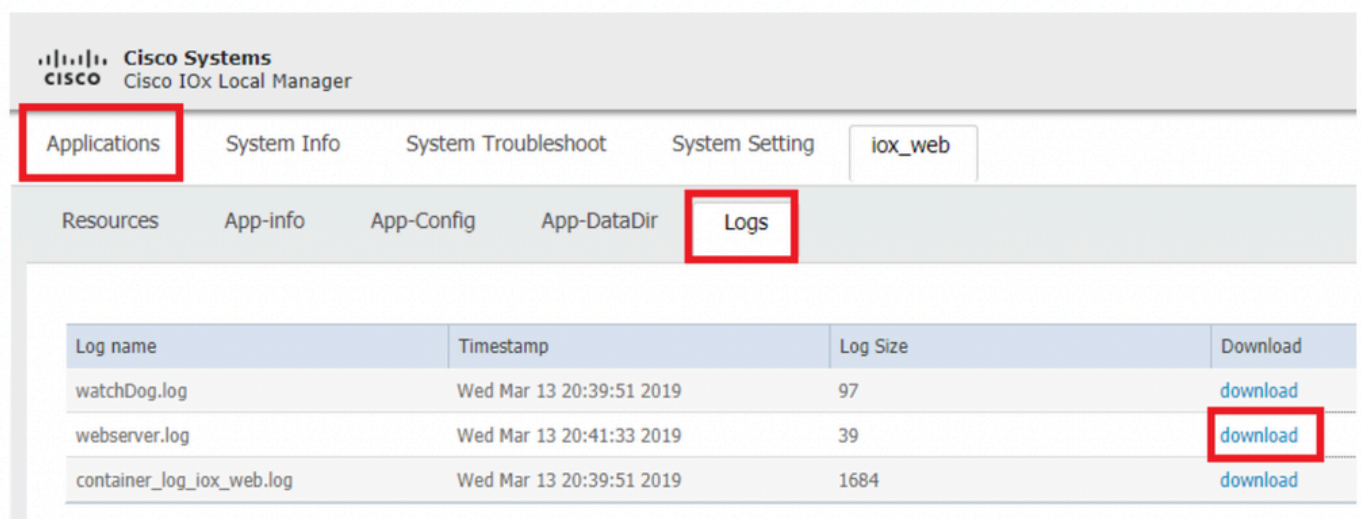 Cisco Systems
CISCO Cisco IOx Local Manager
Applications System Info System Troubleshoot System Setting iox_web
Resources App-info App-Config App-DataDir Logs
Log name Timestamp Log Size Download
watchDog.log Wed Mar 13 20:39:51 2019 97 download
webserver.log Wed Mar 13 20:41:33 2019 39 download
container_log_iox_web.log Wed Mar 13 20:39:51 2019 1684 download